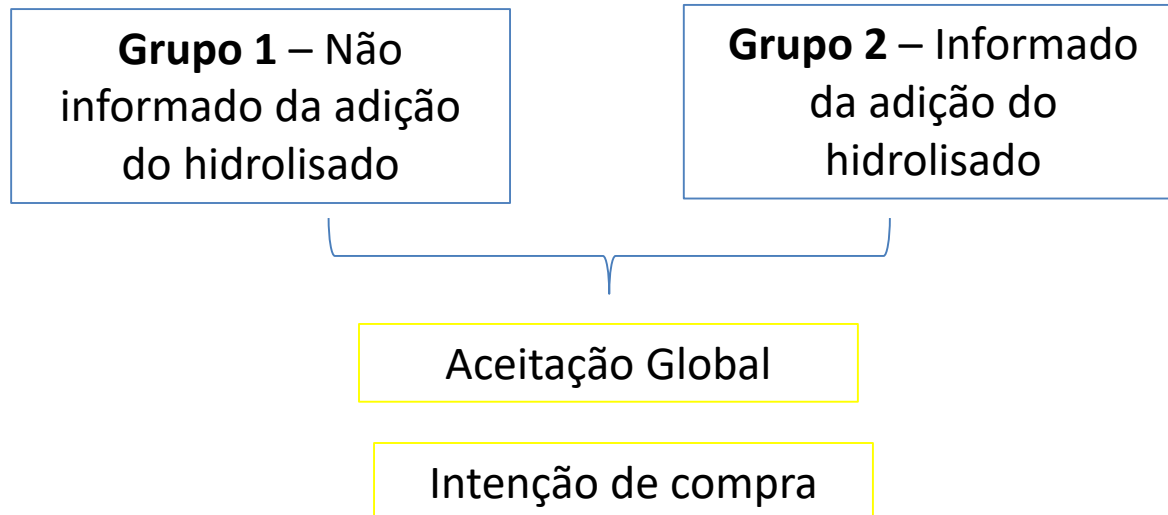 Grupo 1 – Não
informado da adição
do hidrolisado
Grupo 2 – Informado
da adição do
hidrolisado
Aceitação Global
Intenção de compra